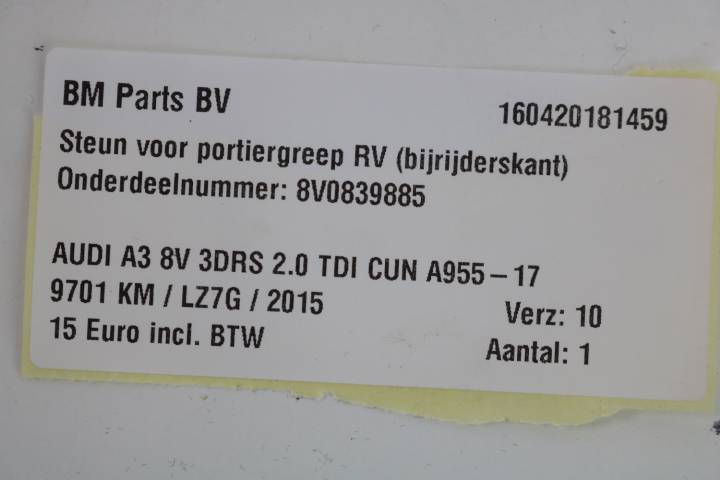 BM Parts BV 160420181459
Steun voor portiergreep RV (bijrijderskant)
Onderdeelnummer: 8V0839885
AUDI A3 8V 3DRS 2.0 TDI CUN A955-17
9701 KM / LZ7G / 2015 Verz: 10
15 Euro incl. BTW Aantal: 1